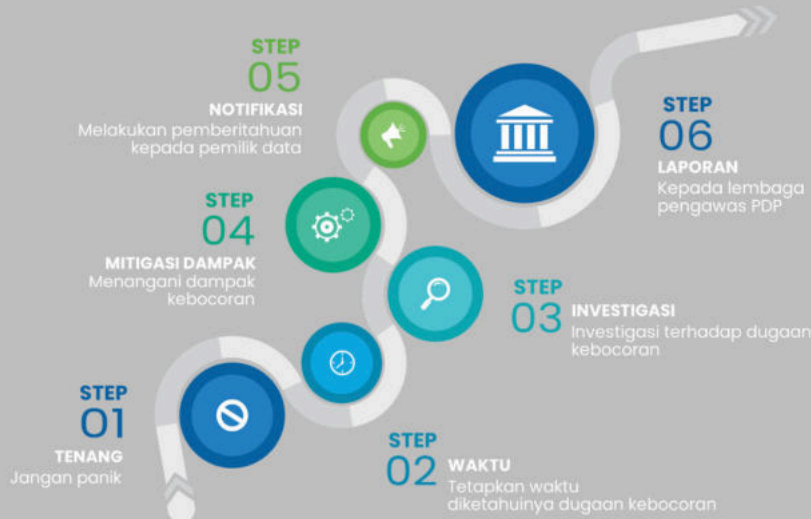 STEP
01
TENANG
Jangan panik
STEP
02
WAKTU
Tetapkan waktu
diketahuinya dugaan kebocoran
STEP
03
INVESTIGASI
Investigasi terhadap dugaan
kebocoran
STEP
04
MITIGASI DAMPAK
Menangani dampak
kebocoran
STEP
05
NOTIFIKASI
Melakukan pemberitahuan
kepada pemilik data
STEP
06
LAPORAN
Kepada lembaga
pengawas PDP